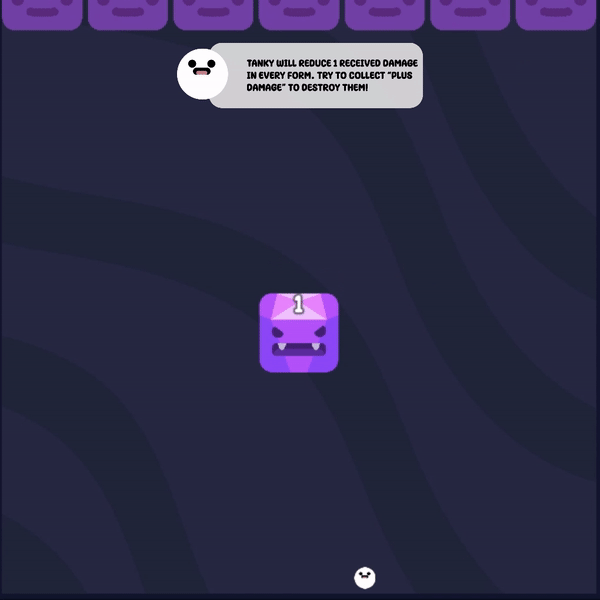 TANKY WILL REDUCE 1 RECEIVED DAMAGE
IN EVERY FORM. TRY TO COLLECT "PLUS
DAMAGE" TO DESTROY THEM!
1